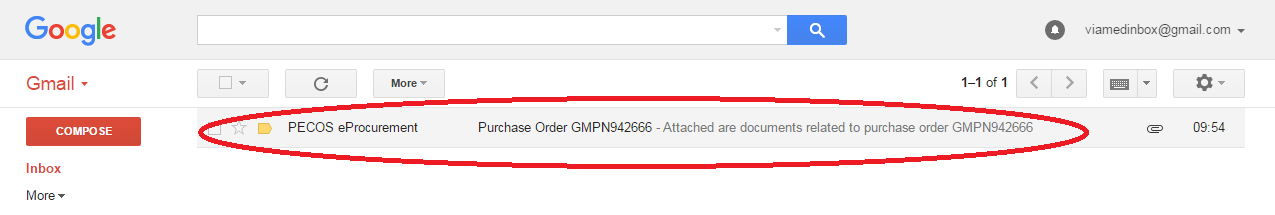 Google
viamedinbox@gmail.com
Gmail
More
1–1 of 1
COMPOSE
PECOS eProcurement Purchase Order GMPN942666 - Attached are documents related to purchase order GMPN942666 09:54
Inbox
More